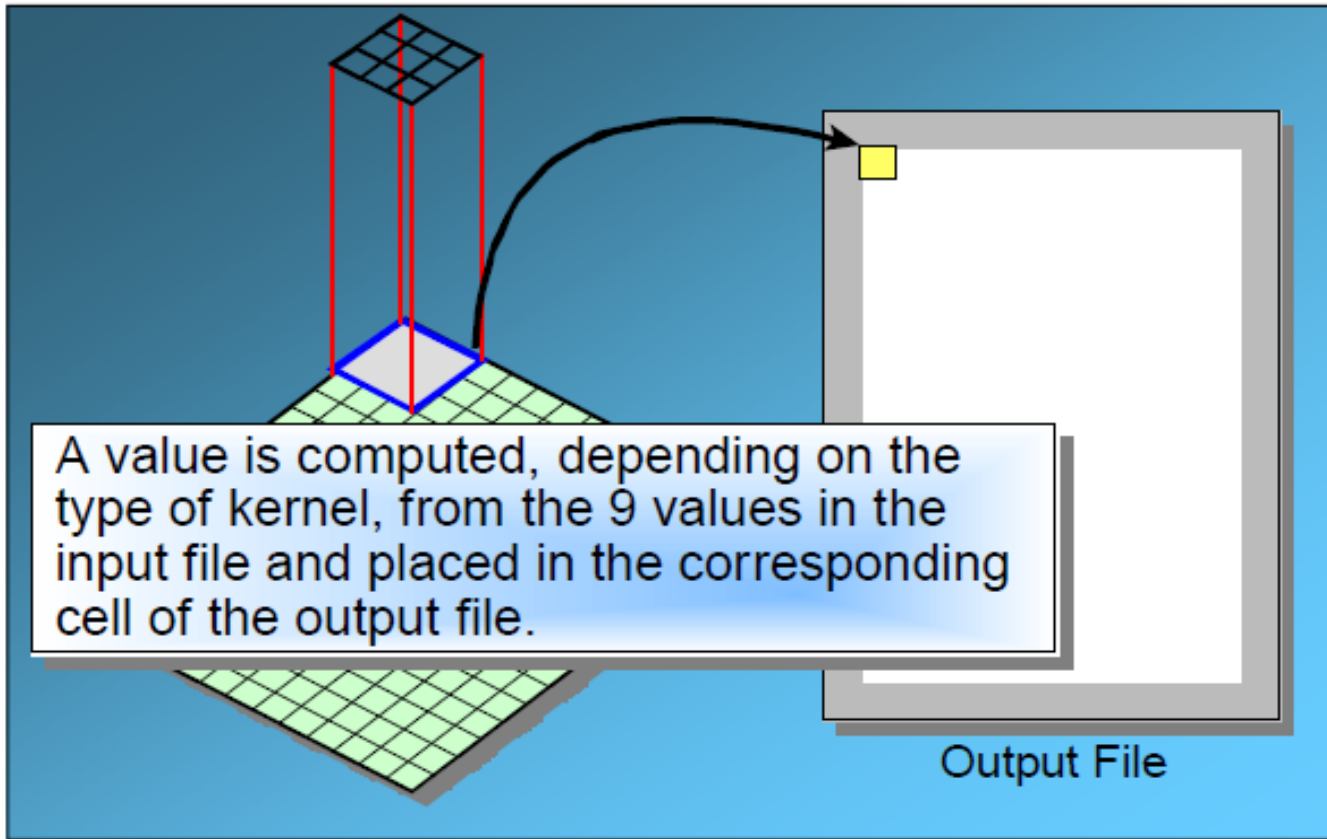 A value is computed, depending on the
type of kernel, from the 9 values in the
input file and placed in the corresponding
cell of the output file.
Output File